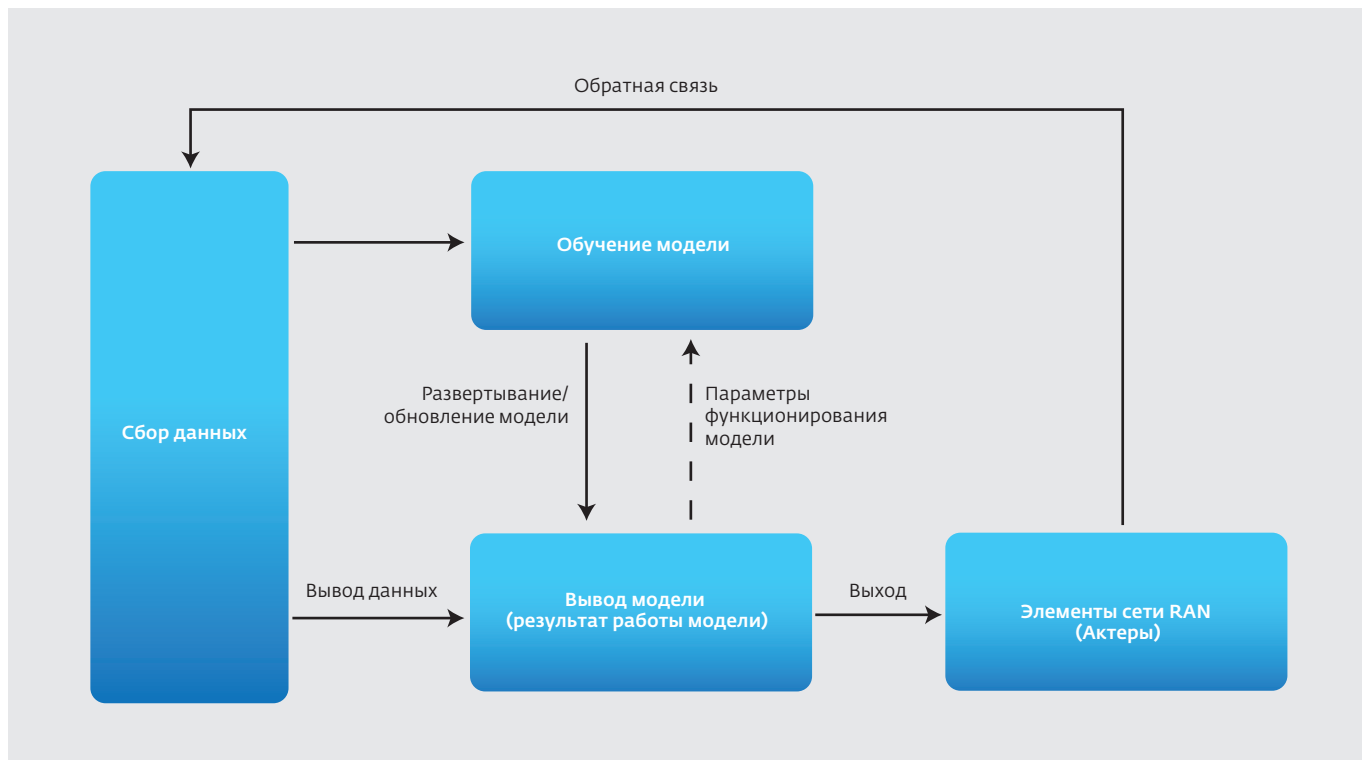 Обратная связь
Обучение модели
Развертывание/
обновление модели
Параметры
функционирования
модели
Сбор данных
Вывод данных
Вывод модели
(результат работы модели)
Выход
Элементы сети RAN
(Актеры)